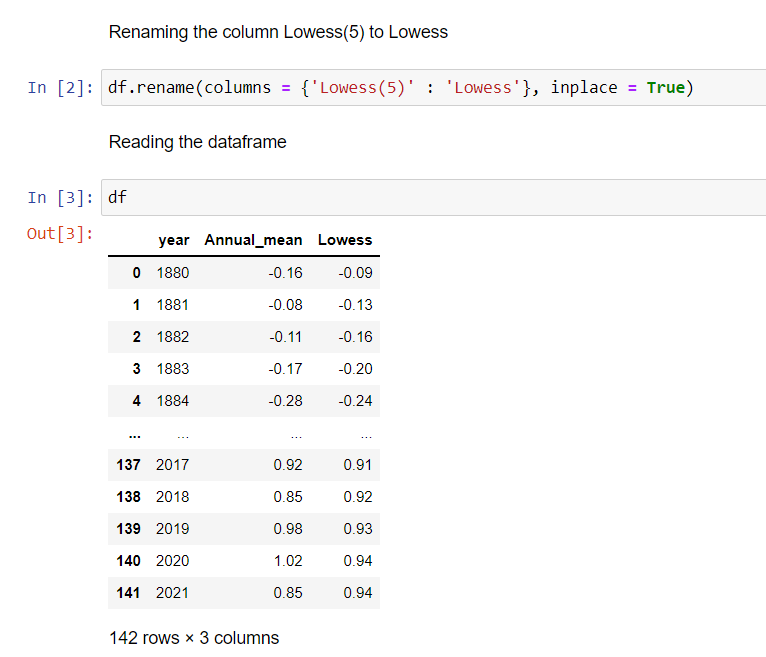 Renaming the column Lowess(5) to Lowess
In [2]: df.rename(columns = {'Lowess(5)' : 'Lowess'}, inplace = True)
Reading the dataframe
In [3]: df
Out[3]:
year Annual_mean Lowess
0 1880 -0.16 -0.09
1 1881 -0.08 -0.13
2 1882 -0.11 -0.16
3 1883 -0.17 -0.20
4 1884 -0.28 -0.24
... ... ... ...
137 2017 0.92 0.91
138 2018 0.85 0.92
139 2019 0.98 0.93
140 2020 1.02 0.94
141 2021 0.85 0.94
142 rows × 3 columns